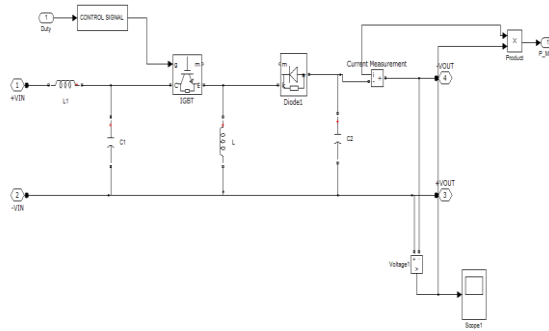 1
Duty
CONTROL SIGNAL
1
+VIN
L1
g
m
C
E
IGBT
C1
L
m
Diode1
C2
Current Measurement
i
+
-
X
Product
1
-VOUT
4
2
-VIN
+VOUT
3
Voltage1
+
-
v
Scope1